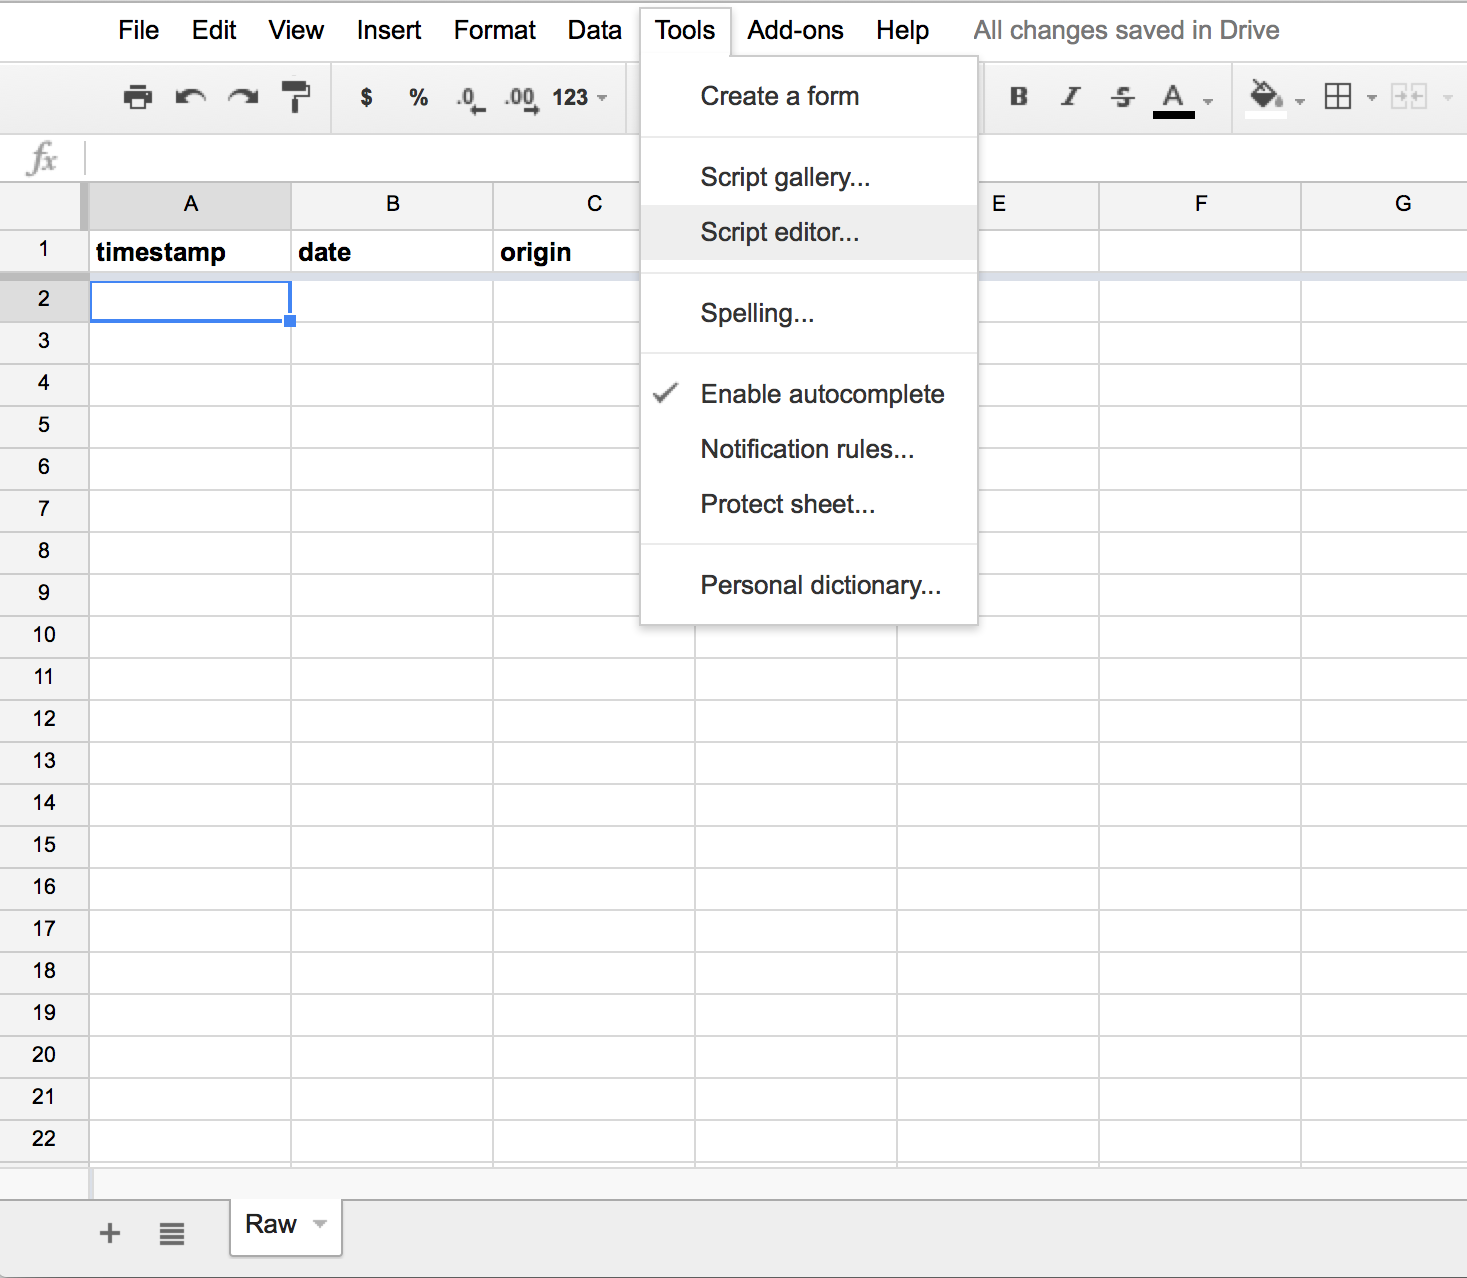 File Edit View Insert Format Data Tools Add-ons Help All changes saved in Drive
$ % .0 .00 123 B I S A
fx
A B C E F G
1 timestamp date origin
2
3
4
5
6
7
8
9
10
11
12
13
14
15
16
17
18
19
20
21
22
Create a form
Script gallery...
Script editor...
Spelling...
Enable autocomplete
Notification rules...
Protect sheet...
Personal dictionary...
+ Raw